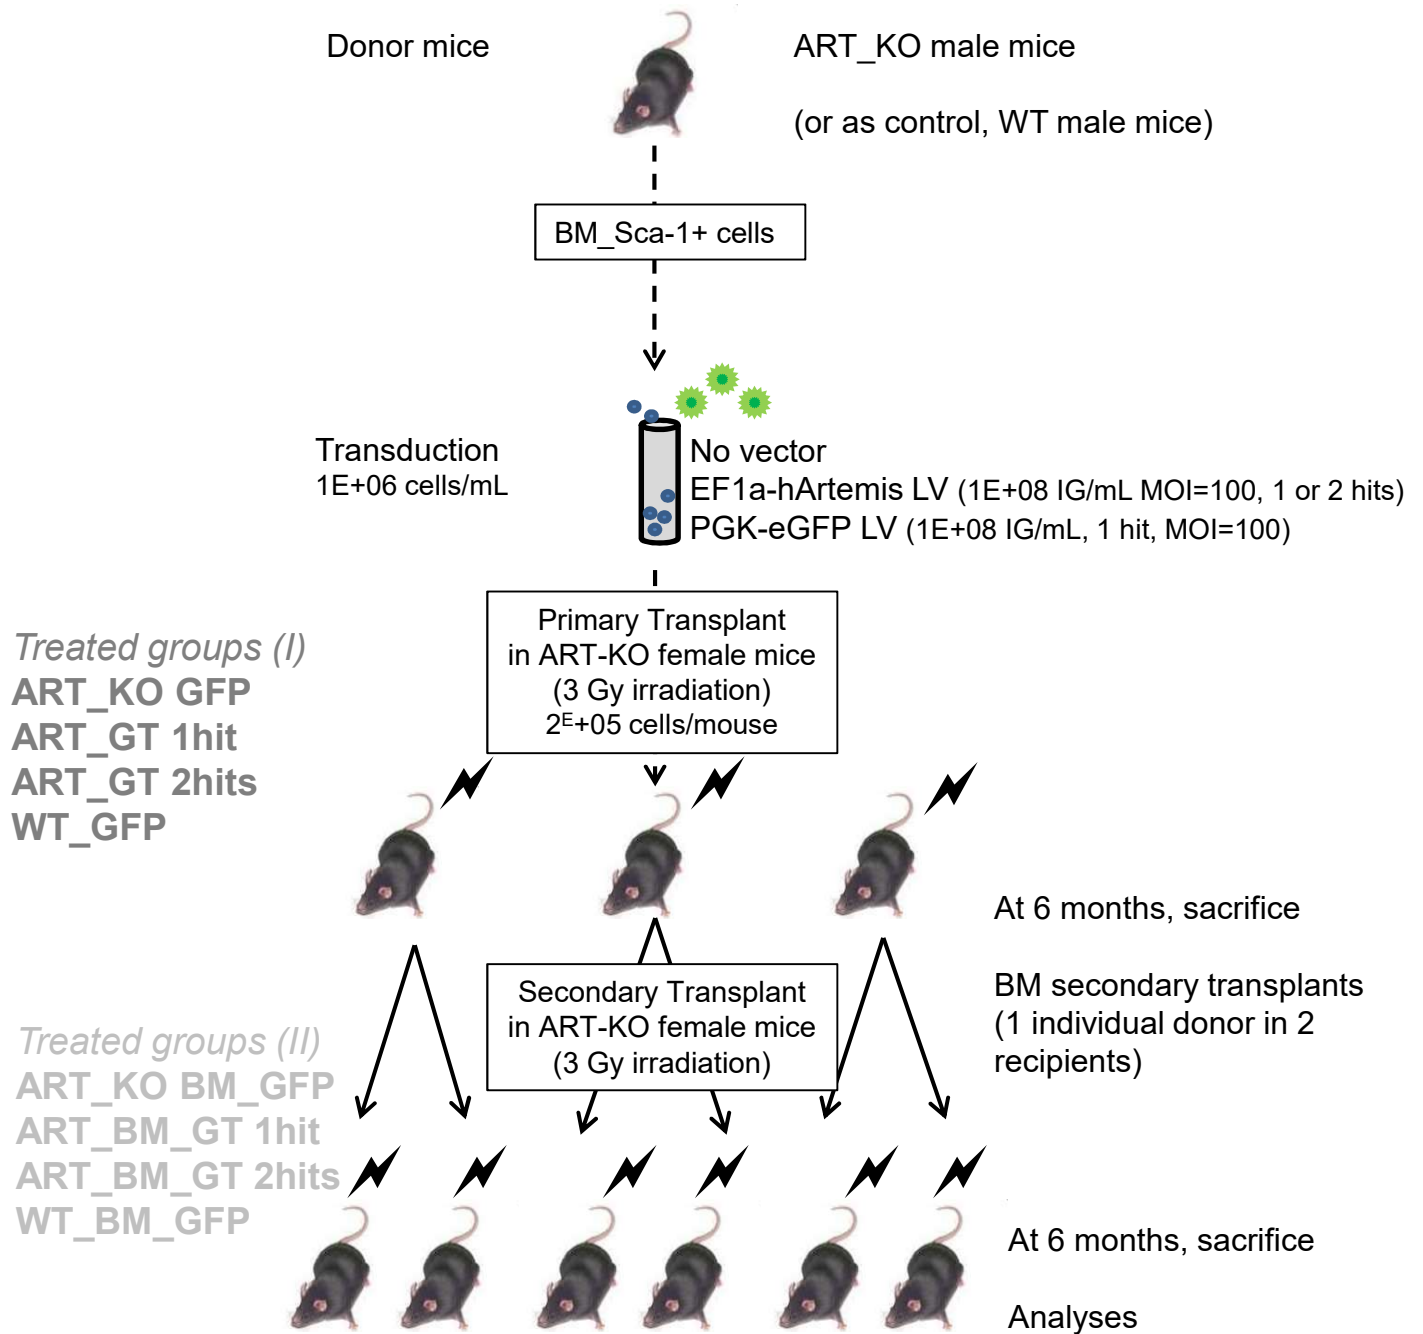 Donor mice
ART_KO male mice
(or as control, WT male mice)
BM_Sca-1+ cells
Transduction
1E+06 cells/mL
No vector
EF1a-hArtemis LV (1E+08 IG/mL MOI=100, 1 or 2 hits)
PGK-eGFP LV (1E+08 IG/mL, 1 hit, MOI=100)
Primary Transplant
in ART-KO female mice
(3 Gy irradiation)
2ᴱ+05 cells/mouse
Treated groups (I)
ART_KO GFP
ART_GT 1hit
ART_GT 2hits
WT_GFP
At 6 months, sacrifice
BM secondary transplants
(1 individual donor in 2
recipients)
Secondary Transplant
in ART-KO female mice
(3 Gy irradiation)
Treated groups (II)
ART_KO BM_GFP
ART_BM_GT 1hit
ART_BM_GT 2hits
WT_BM_GFP
At 6 months, sacrifice
Analyses